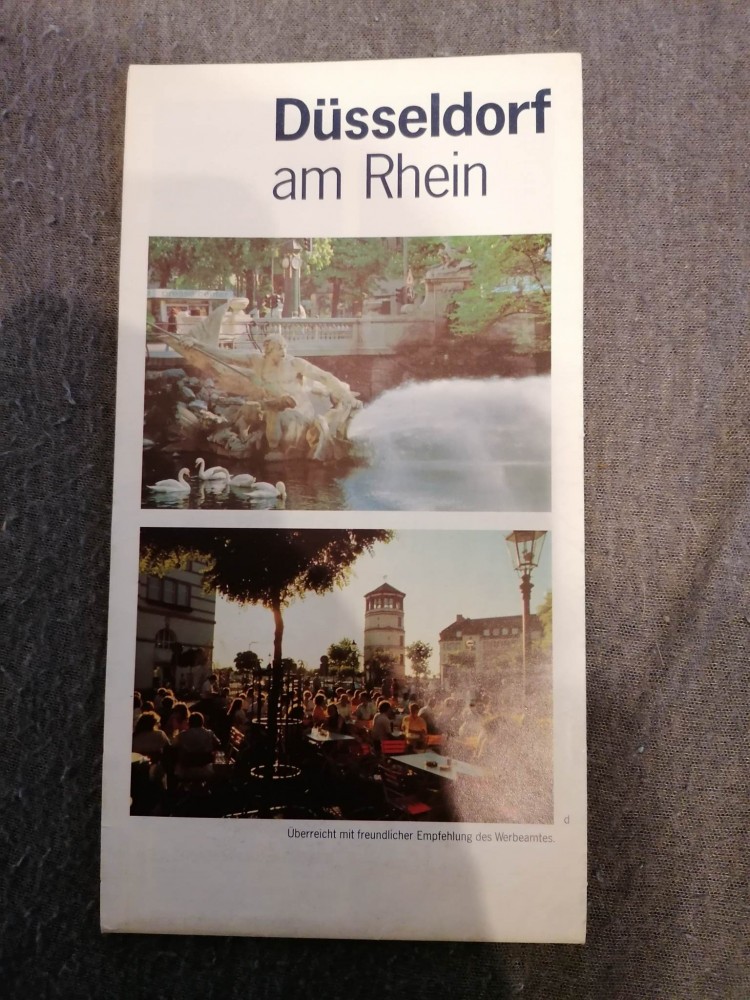 Düsseldorf
am Rhein
d
Überreicht mit freundlicher Empfehlung des Werbeamtes.